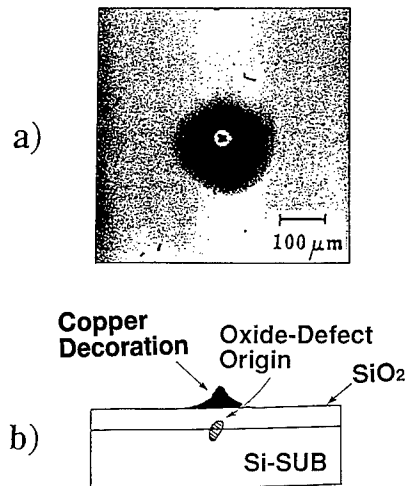 a)
100 μm
Copper
Decoration
Oxide-Defect
Origin
SiO₂
b)
Si-SUB